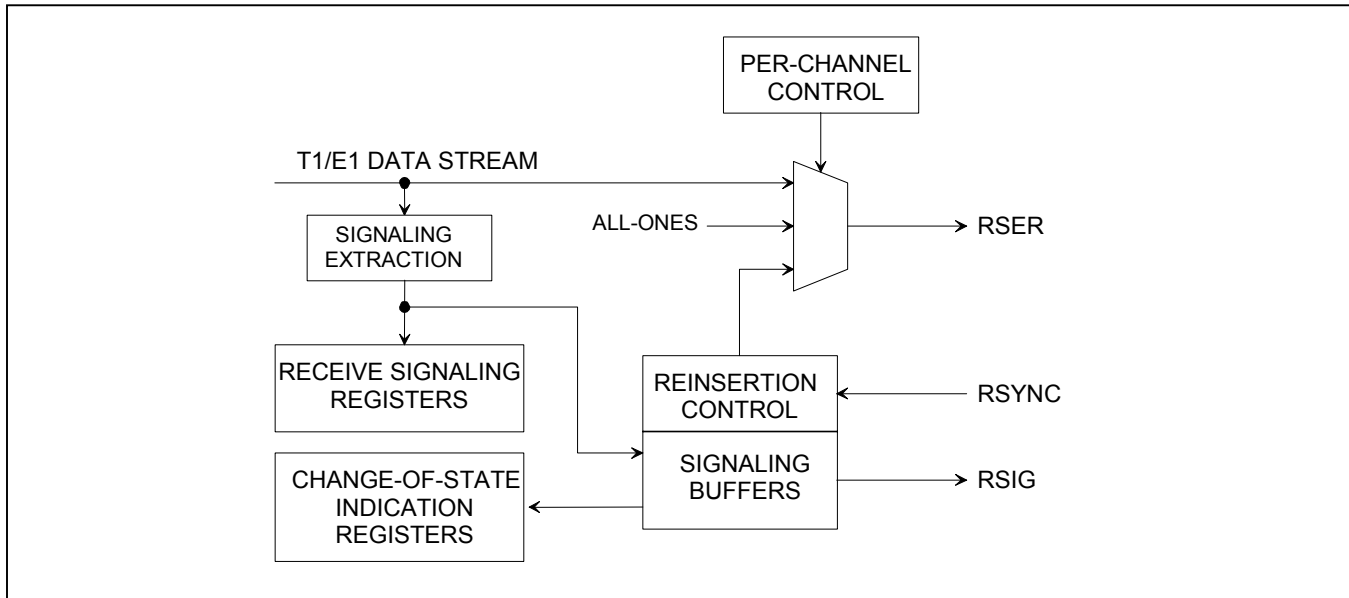 PER-CHANNEL
CONTROL
T1/E1 DATA STREAM
SIGNALING
EXTRACTION
ALL-ONES
RSER
RECEIVE SIGNALING
REGISTERS
REINSERTION
CONTROL
RSYNC
CHANGE-OF-STATE
INDICATION
REGISTERS
SIGNALING
BUFFERS
RSIG